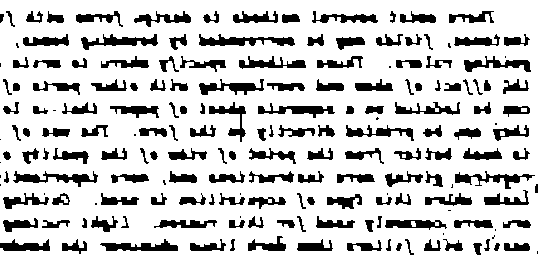 There exist several methods to design forms with
instance, fields may be surrounded by bounding boxes,
guiding rulers. These methods specify where to write
the effect of skew and overlapping with other parts of
can be located on a separate sheet of paper that is lo
they can be printed directly on the form. The use of
is much better from the point of view of the quality o
requires giving more instructions and, more importantly
tasks where this type of acquisition is used. Guiding
are more commonly used for this reason. Light rectang
easily with filters than dark lines whenever the handwr